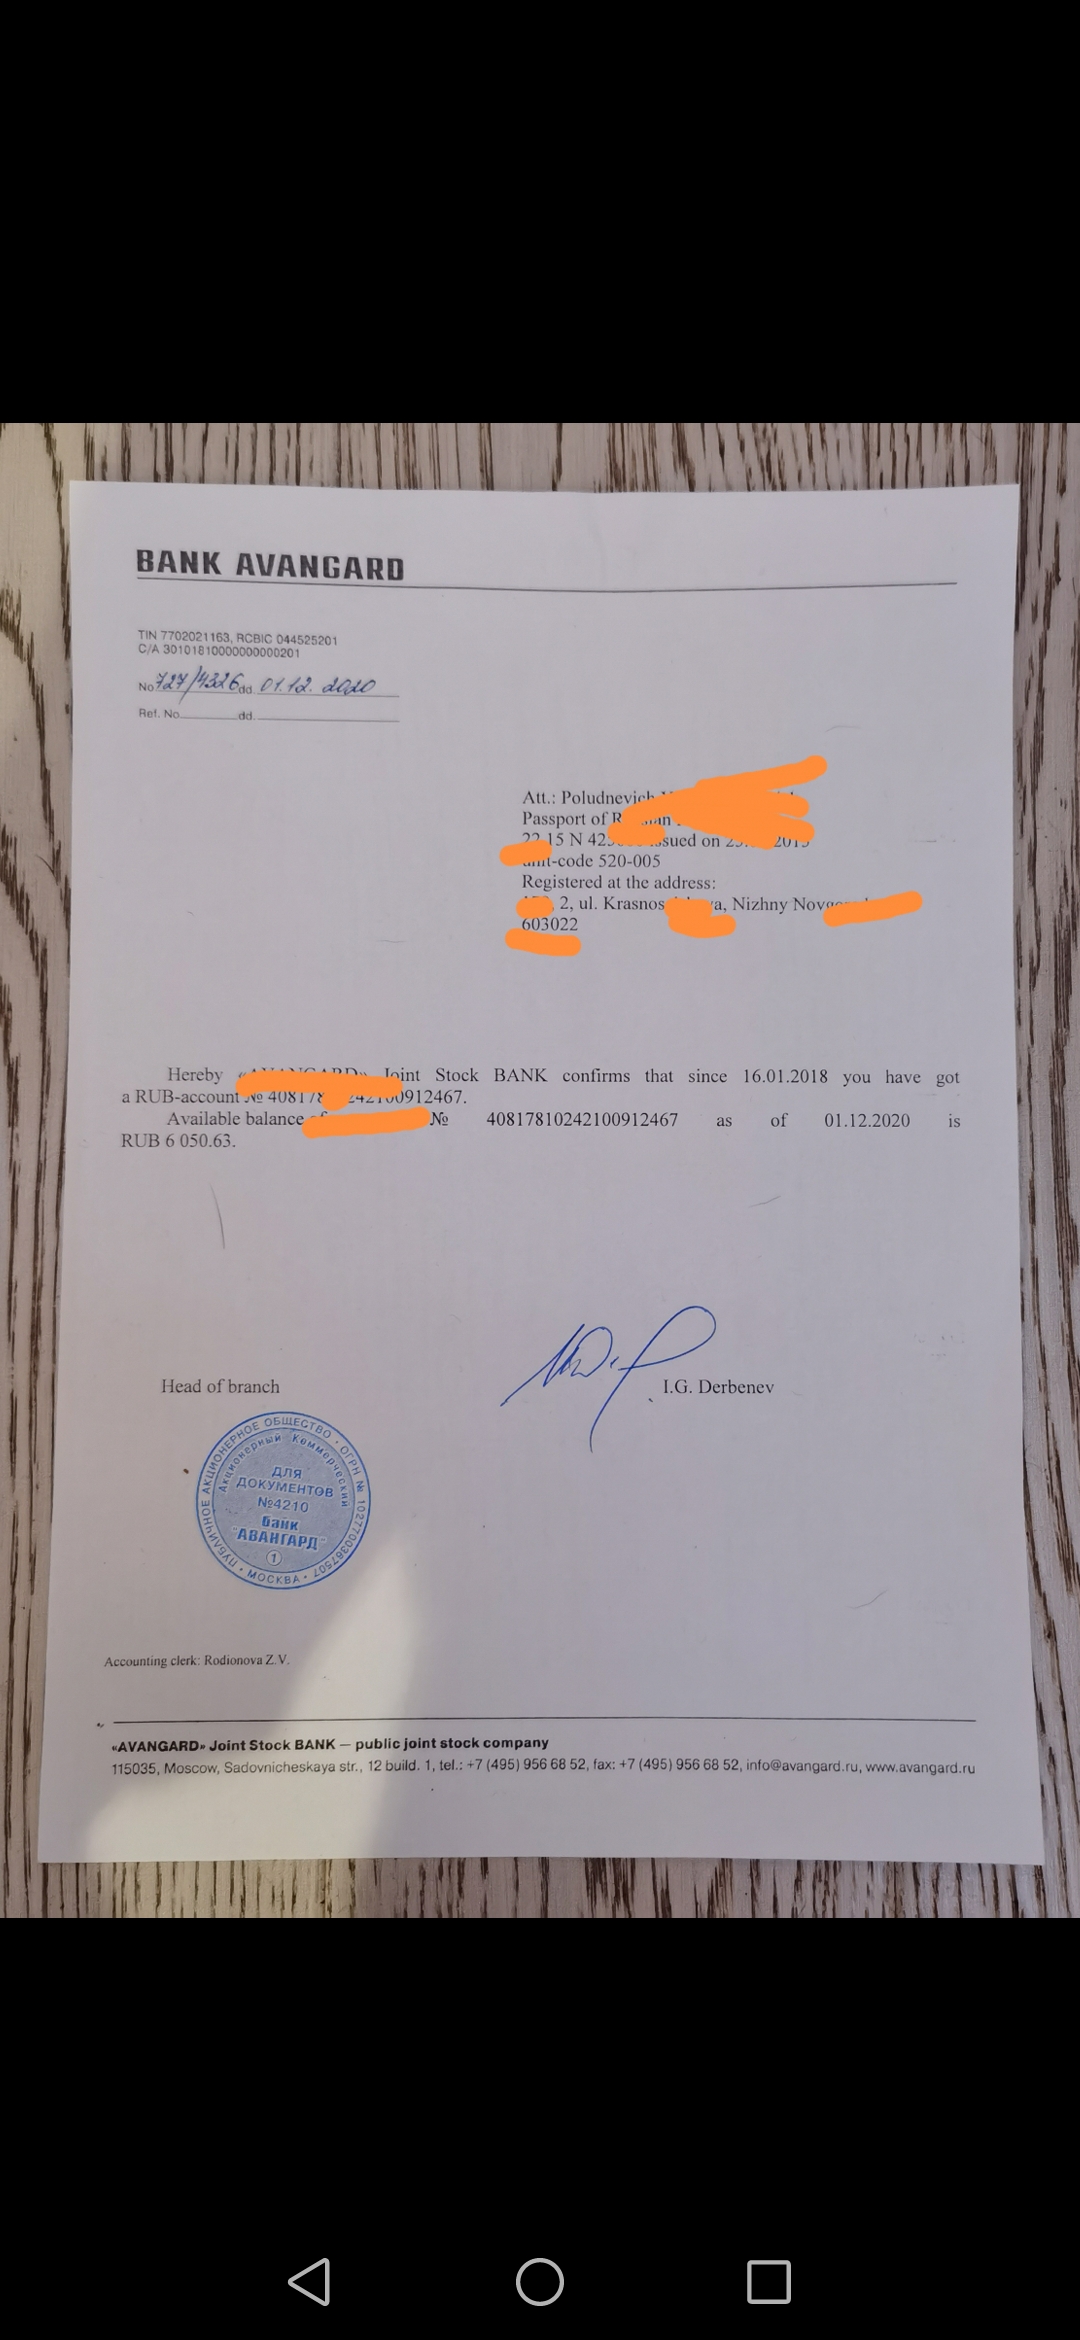 BANK AVANGARD
TIN 7702021163, RCBIC 044525201
C/A 30101810000000000201
No 727/4326 dd. 01.12. 2020
Ref. No. dd.
Att.: Poludnevich
Passport of
15 N issued on
unit-code 520-005
Registered at the address:
2, ul. Nizhny
603022
Hereby Joint Stock BANK confirms that since 16.01.2018 you have got
a RUB-account №
Available balance № 40817810242100912467 as of 01.12.2020 is
RUB 6 050.63.
Head of branch
I.G. Derbenev
ПУБЛИЧНОЕ АКЦИОНЕРНОЕ ОБЩЕСТВО • ОГРН № 1027700367507 • МОСКВА •
Акционерный Коммерческий
ДЛЯ
ДОКУМЕНТОВ
№4210
банк
"АВАНГАРД"
1
Accounting clerk: Rodionova Z.V.
«AVANGARD» Joint Stock BANK — public joint stock company
115035, Moscow, Sadovnicheskaya str., 12 build. 1, tel.: +7 (495) 956 68 52, fax: +7 (495) 956 68 52, info@avangard.ru, www.avangard.ru